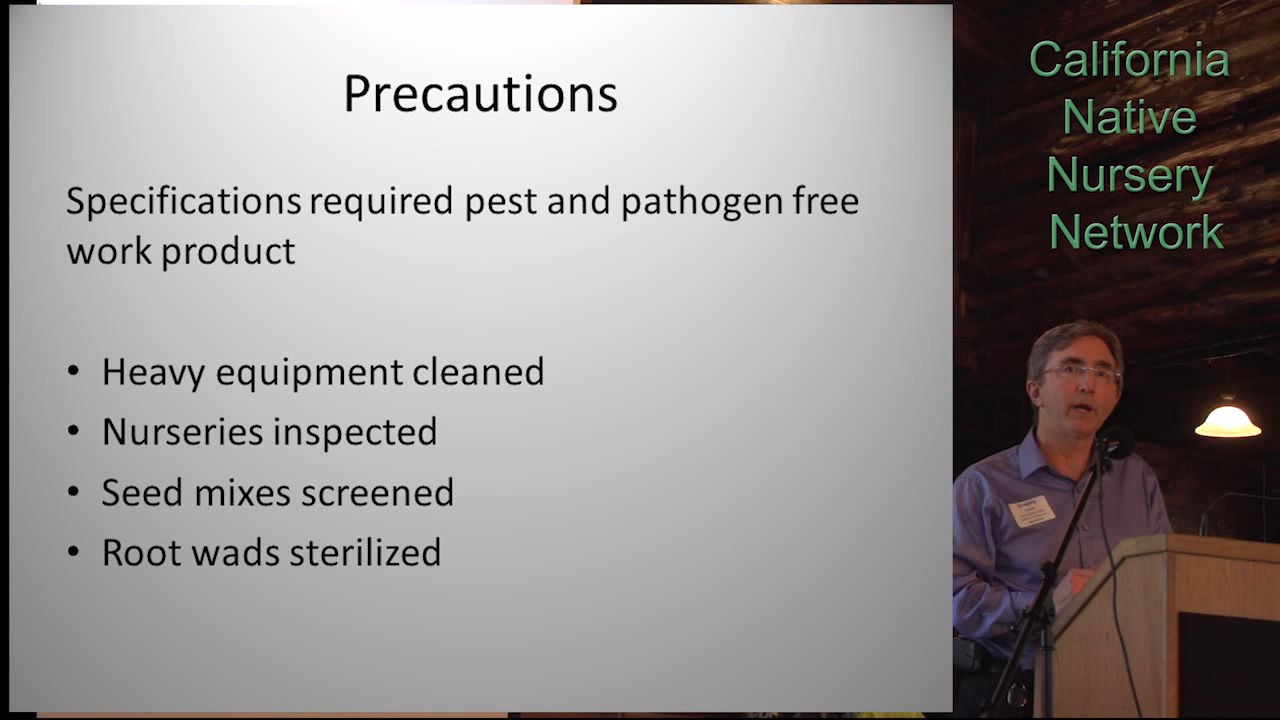 Precautions
Specifications required pest and pathogen free
work product
• Heavy equipment cleaned
• Nurseries inspected
• Seed mixes screened
• Root wads sterilized
California
Native
Nursery
Network
Gregory